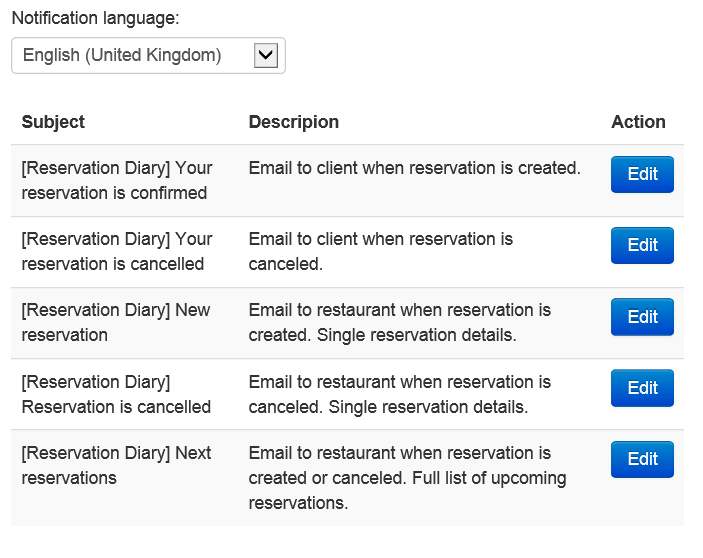 Notification language:
English (United Kingdom)
Subject Descripion Action
[Reservation Diary] Your Email to client when reservation is created. Edit
reservation is confirmed
[Reservation Diary] Your Email to client when reservation is Edit
reservation is cancelled canceled.
[Reservation Diary] New Email to restaurant when reservation is Edit
reservation created. Single reservation details.
[Reservation Diary] Email to restaurant when reservation is Edit
Reservation is cancelled canceled. Single reservation details.
[Reservation Diary] Next Email to restaurant when reservation is Edit
reservations created or canceled. Full list of upcoming
reservations.